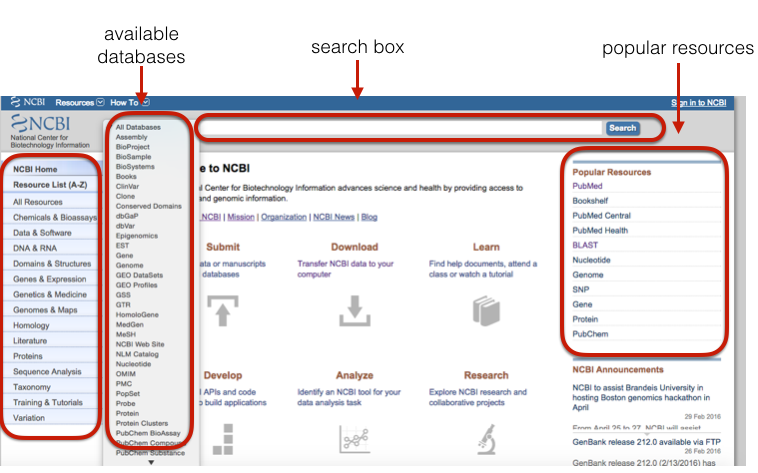 available
databases
search box
popular resources
NCBI Resources How To
Sign in to NCBI
NCBI
National Center for
Biotechnology Information
Search
NCBI Home
Resource List (A-Z)
All Resources
Chemicals & Bioassays
Data & Software
DNA & RNA
Domains & Structures
Genes & Expression
Genetics & Medicine
Genomes & Maps
Homology
Literature
Proteins
Sequence Analysis
Taxonomy
Training & Tutorials
Variation
All Databases
Assembly
BioProject
BioSample
BioSystems
Books
ClinVar
Clone
Conserved Domains
dbGaP
dbVar
Epigenomics
EST
Gene
Genome
GEO DataSets
GEO Profiles
GSS
GTR
HomoloGene
MedGen
MeSH
NCBI Web Site
NLM Catalog
Nucleotide
OMIM
PMC
PopSet
Probe
Protein
Protein Clusters
PubChem BioAssay
PubChem Compound
PubChem Substance
e to NCBI
l Center for Biotechnology Information advances science and health by providing access to
and genomic information.
NCBI | Mission | Organization | NCBI News | Blog
Submit
ata or manuscripts
databases
Download
Transfer NCBI data to your
computer
Learn
Find help documents, attend a
class or watch a tutorial
Develop
I APIs and code
o build applications
Analyze
Identify an NCBI tool for your
data analysis task
Research
Explore NCBI research and
collaborative projects
Popular Resources
PubMed
Bookshelf
PubMed Central
PubMed Health
BLAST
Nucleotide
Genome
SNP
Gene
Protein
PubChem
NCBI Announcements
NCBI to assist Brandeis University in
hosting Boston genomics hackathon in
April
29 Feb 2016
From April 25 to 27, NCBI will assist
GenBank release 212.0 available via FTP
26 Feb 2016
GenBank release 212.0 (2/13/2016) has